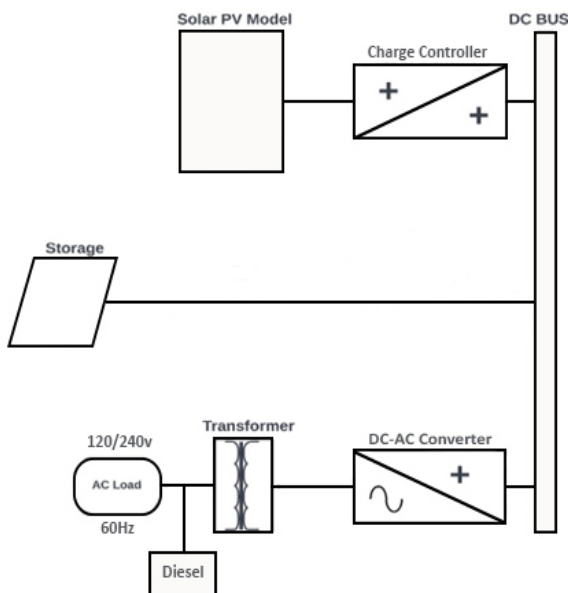 Solar PV Model
DC BUS
Charge Controller
+
+
Storage
Transformer
DC-AC Converter
120/240v
+
AC Load
60Hz
Diesel